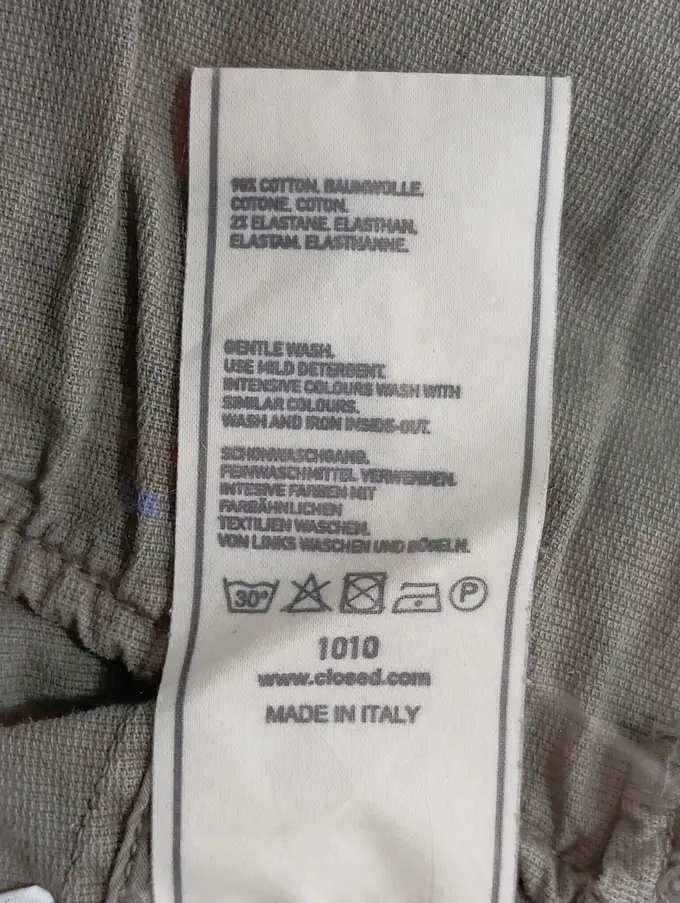 98% COTTON. BAUMWOLLE.
COTONE. COTON.
2% ELASTANE. ELASTHAN.
ELASTAM. ELASTHANNE.
GENTLE WASH.
USE MILD DETERGENT.
INTENSIVE COLOURS WASH WITH
SIMILAR COLOURS.
WASH AND IRON INSIDE-OUT.
SCHONWASCHGANG.
FEINWASCHMITTEL VERWENDEN.
INTESIVE FARBEN MIT
FARBÄHNLICHEN
TEXTILIEN WASCHEN.
VON LINKS WASCHEN UND BÜGELN.
30° P
1010
www.closed.com
MADE IN ITALY